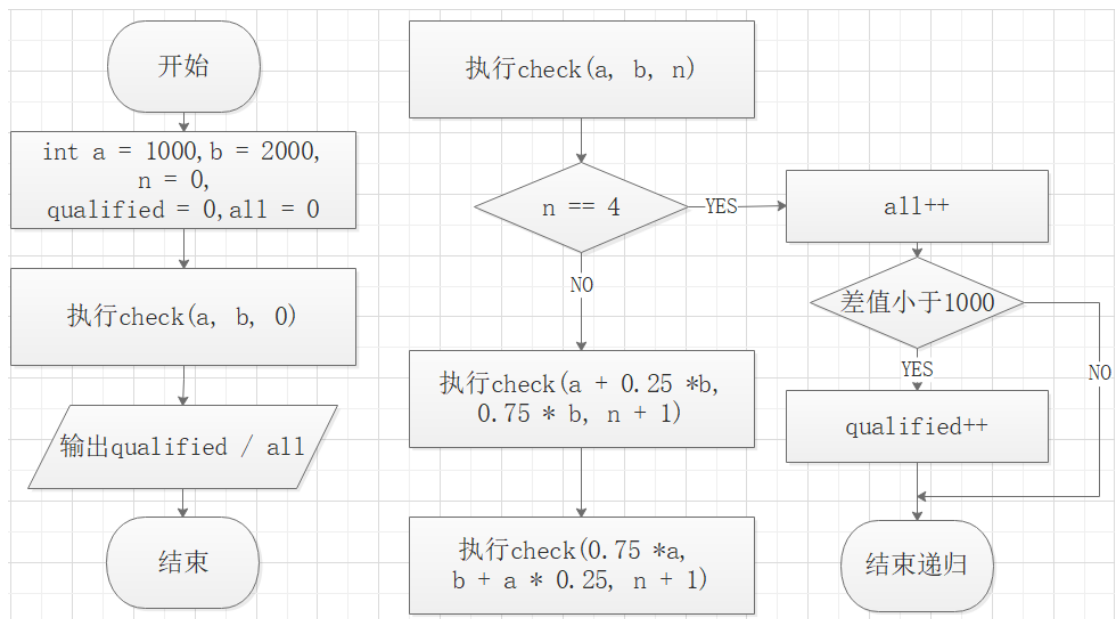 开始
int a = 1000, b = 2000,
n = 0,
qualified = 0, all = 0
执行check(a, b, 0)
输出qualified / all
结束
执行check(a, b, n)
n == 4
YES
NO
执行check(a + 0.25 *b,
0.75 * b, n + 1)
执行check(0.75 *a,
b + a * 0.25, n + 1)
all++
差值小于1000
YES
NO
qualified++
结束递归